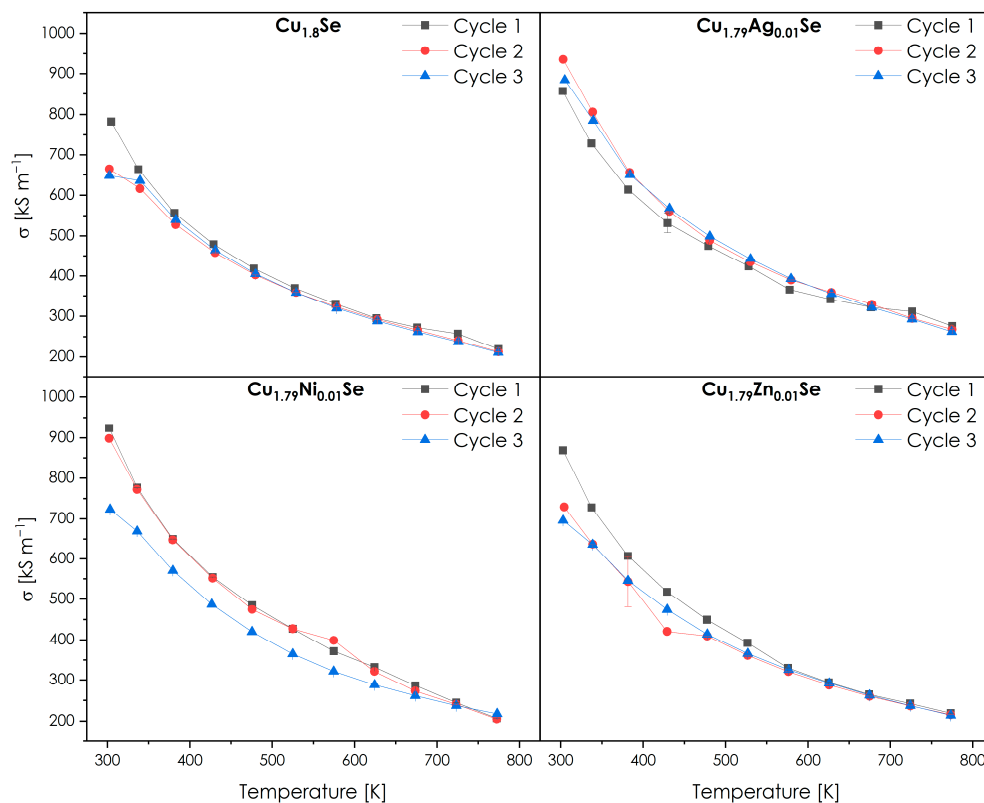 Cu₁.₈Se
Cycle 1
Cycle 2
Cycle 3
Cu₁.₇₉Ag₀.₀₁Se
Cycle 1
Cycle 2
Cycle 3
1000
900
800
700
600
500
400
300
200
σ [kS m⁻¹]
Cu₁.₇₉Ni₀.₀₁Se
Cycle 1
Cycle 2
Cycle 3
Cu₁.₇₉Zn₀.₀₁Se
Cycle 1
Cycle 2
Cycle 3
1000
900
800
700
600
500
400
300
200
σ [kS m⁻¹]
300 400 500 600 700 800
300 400 500 600 700 800
Temperature [K]
Temperature [K]